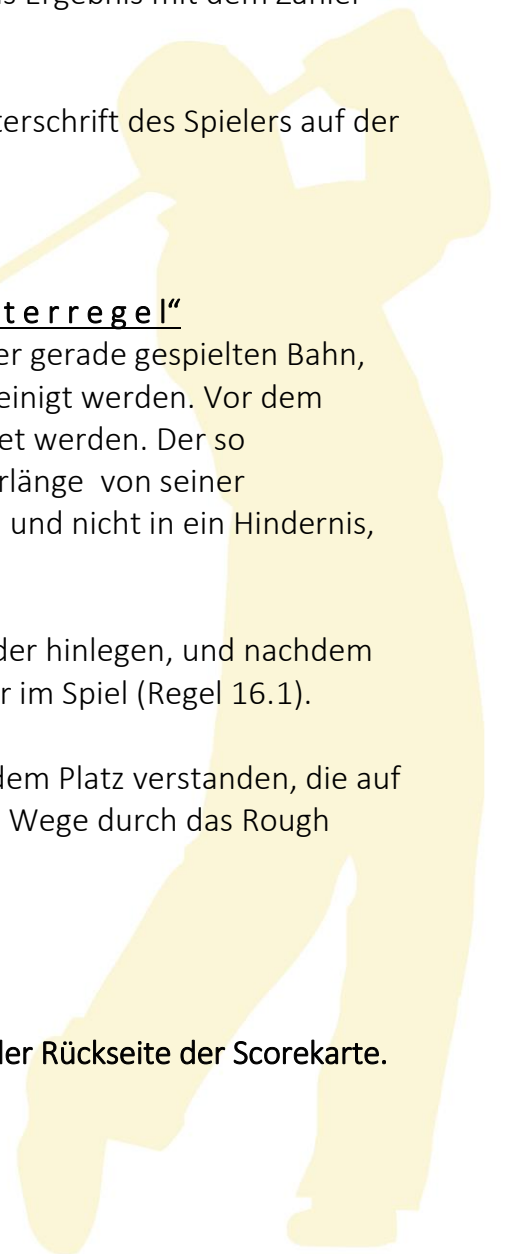 Ergebnis mit dem Zähler
terschrift des Spielers auf der
t e r r e g e l“
er gerade gespielten Bahn,
einigt werden. Vor dem
et werden. Der so
rlänge von seiner
und nicht in ein Hindernis,
der hinlegen, und nachdem
r im Spiel (Regel 16.1).
dem Platz verstanden, die auf
Wege durch das Rough
der Rückseite der Scorekarte.